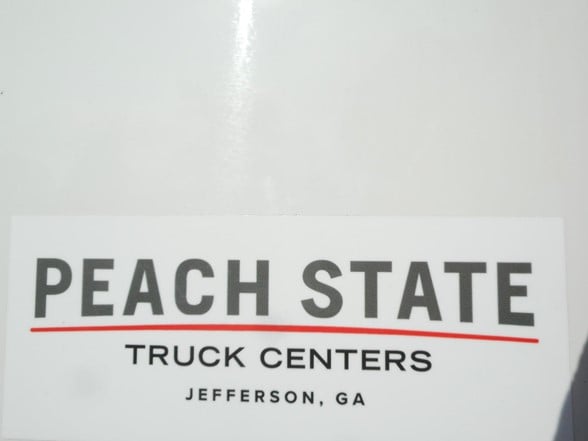 PEACH STATE
TRUCK CENTERS
JEFFERSON, GA